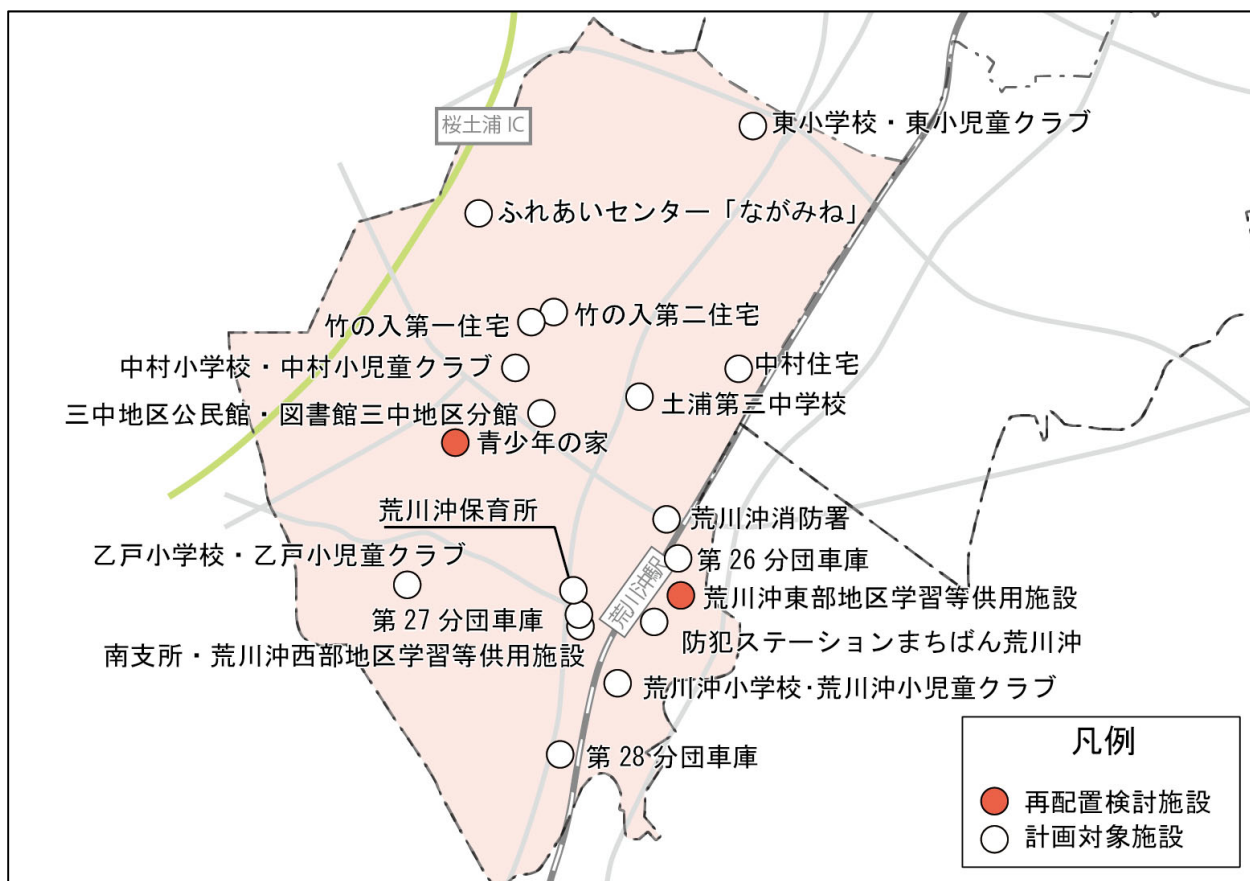 東小学校・東小児童クラブ
桜土浦 IC
ふれあいセンター「ながみね」
竹の入第二住宅
竹の入第一住宅
中村小学校・中村小児童クラブ
中村住宅
土浦第三中学校
三中地区公民館・図書館三中地区分館
青少年の家
荒川沖保育所
荒川沖消防署
乙戸小学校・乙戸小児童クラブ
第 26 分団車庫
荒川沖駅
荒川沖東部地区学習等供用施設
第 27 分団車庫
防犯ステーションまちばん荒川沖
南支所・荒川沖西部地区学習等供用施設
荒川沖小学校・荒川沖小児童クラブ
第 28 分団車庫
凡例
再配置検討施設
計画対象施設